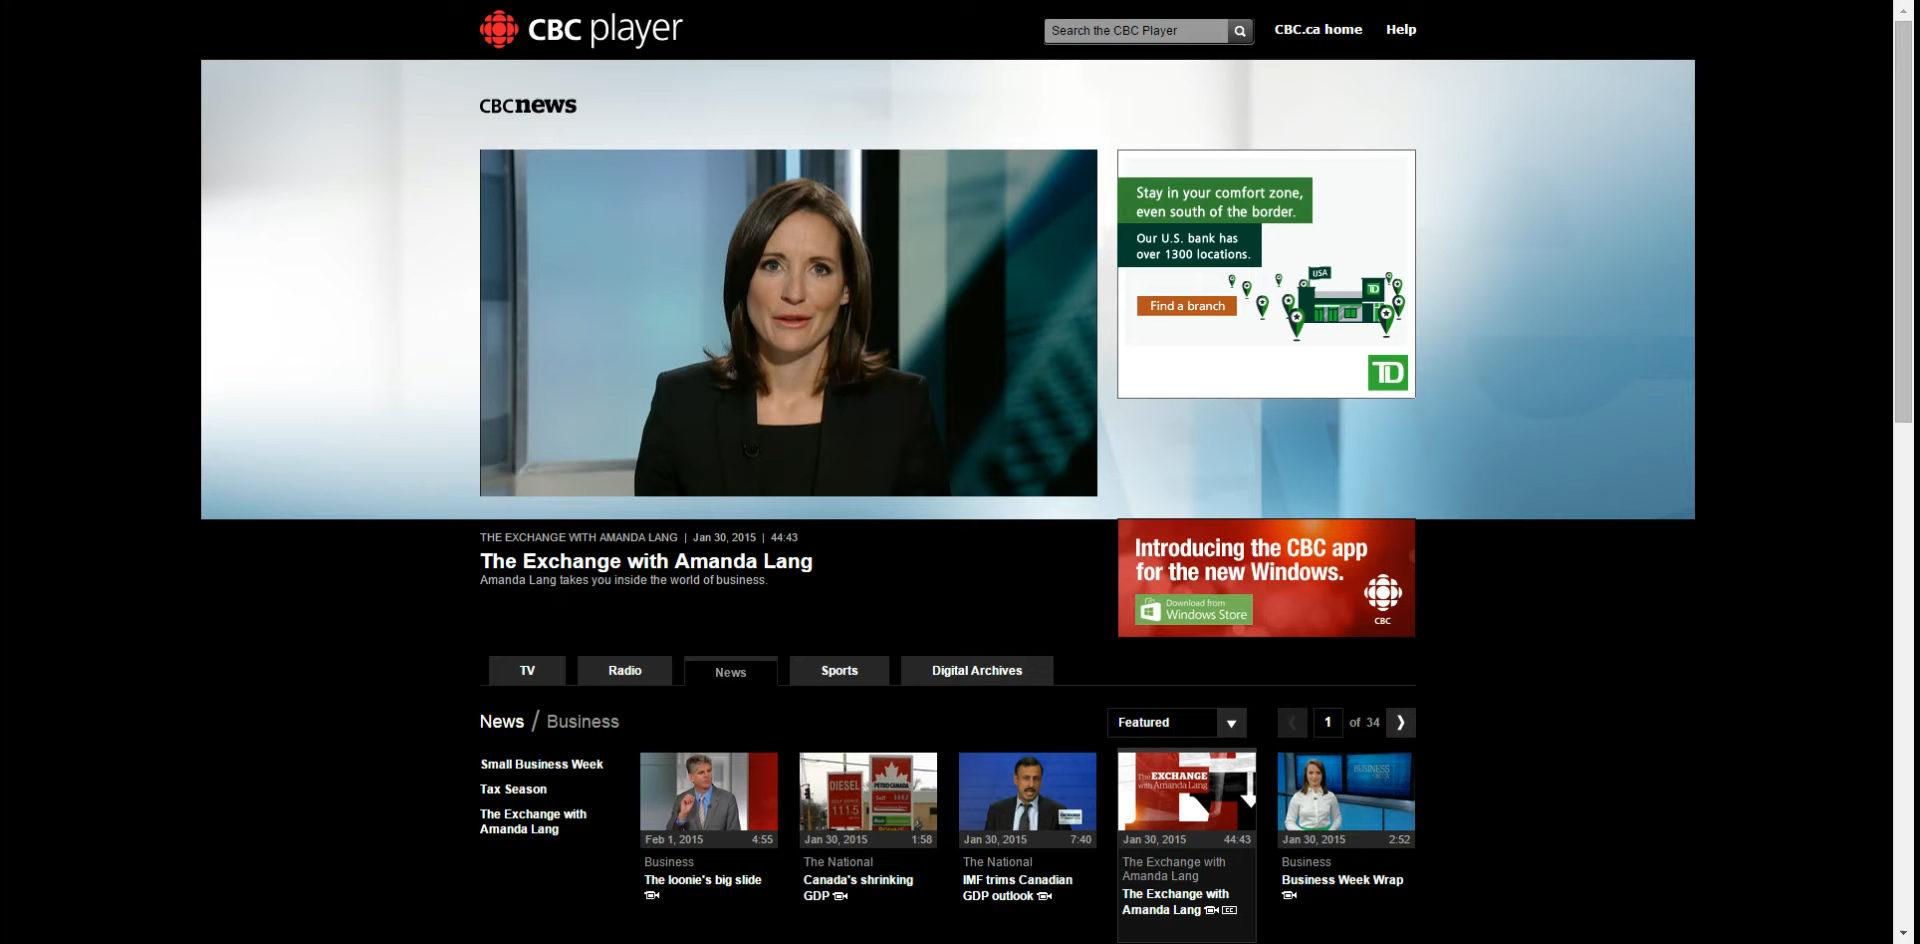 CBC player
Search the CBC Player
CBC.ca home
Help
CBCnews
Stay in your comfort zone,
even south of the border.
Our U.S. bank has
over 1300 locations.
USA
TD
Find a branch
TD
THE EXCHANGE WITH AMANDA LANG | Jan 30, 2015 | 44:43
The Exchange with Amanda Lang
Amanda Lang takes you inside the world of business.
Introducing the CBC app
for the new Windows.
Download from
Windows Store
CBC
TV
Radio
News
Sports
Digital Archives
News / Business
Featured
1 of 34
Small Business Week
Tax Season
The Exchange with
Amanda Lang
Feb 1, 2015 4:55
Business
The loonie's big slide
DIESEL
PETRO-CANADA
Jan 30, 2015 1:58
The National
Canada's shrinking
GDP
Jan 30, 2015 7:40
The National
IMF trims Canadian
GDP outlook
The EXCHANGE
with Amanda Lang
Jan 30, 2015 44:43
The Exchange with
Amanda Lang
The Exchange with
Amanda Lang CC
BUSINESS
Jan 30, 2015 2:52
Business
Business Week Wrap